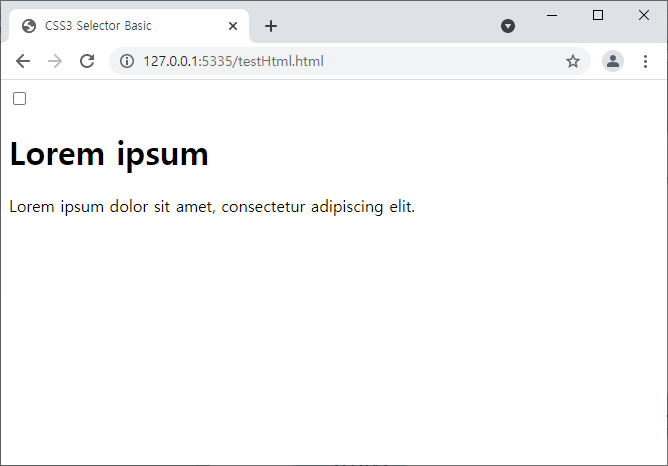 CSS3 Selector Basic
127.0.0.1:5335/testHtml.html
Lorem ipsum
Lorem ipsum dolor sit amet, consectetur adipiscing elit.